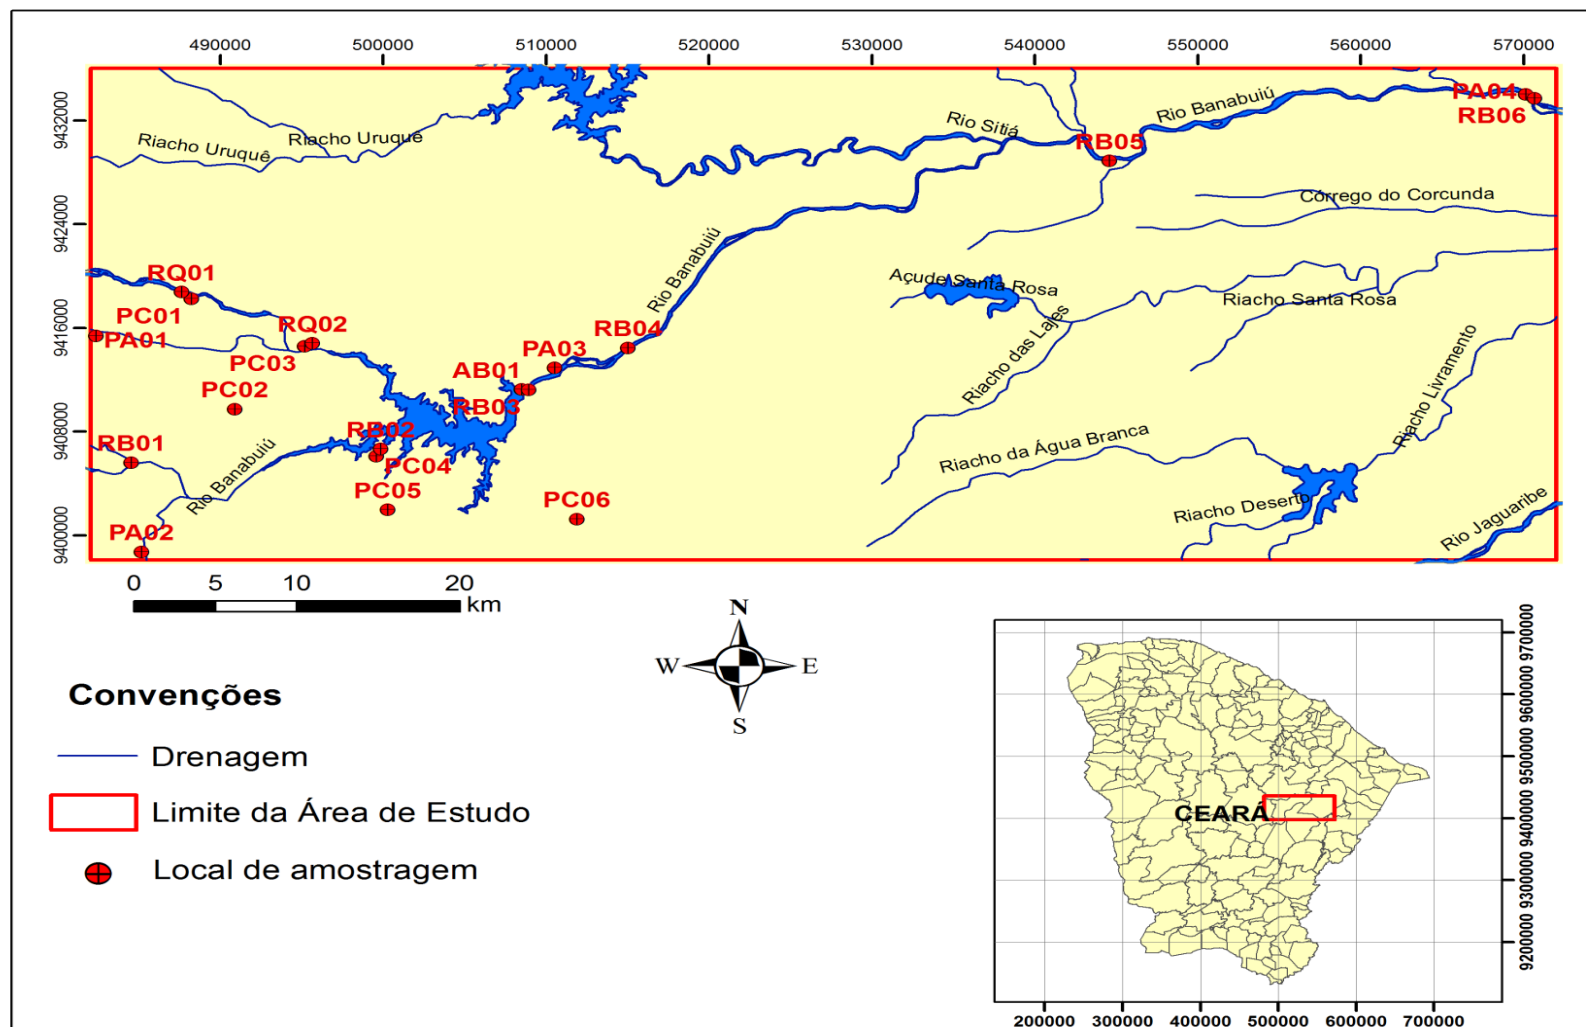 490000 500000 510000 520000 530000 540000 550000 560000 570000
9432000
9424000
9416000
9408000
9400000
Riacho Uruquê
Riacho Uruquê
Rio Sitiá
Rio Banabuiú
PA04
RB06
RB05
Córrego do Corcunda
RQ01
PC01
PA01
RQ02
PC03
PC02
Rio Banabuiú
RB04
PA03
AB01
RB03
Açude Santa Rosa
Riacho Santa Rosa
Riacho das Lajes
Riacho Livramento
RB01
RB02
PC04
PC05
PC06
Rio Banabuiú
PA02
Riacho da Água Branca
Riacho Deserto
Rio Jaguaribe
0 5 10 20
km
N
W E
S
Convenções
Drenagem
Limite da Área de Estudo
Local de amostragem
CEARÁ
9700000
9600000
9500000
9400000
9300000
9200000
200000 300000 400000 500000 600000 700000